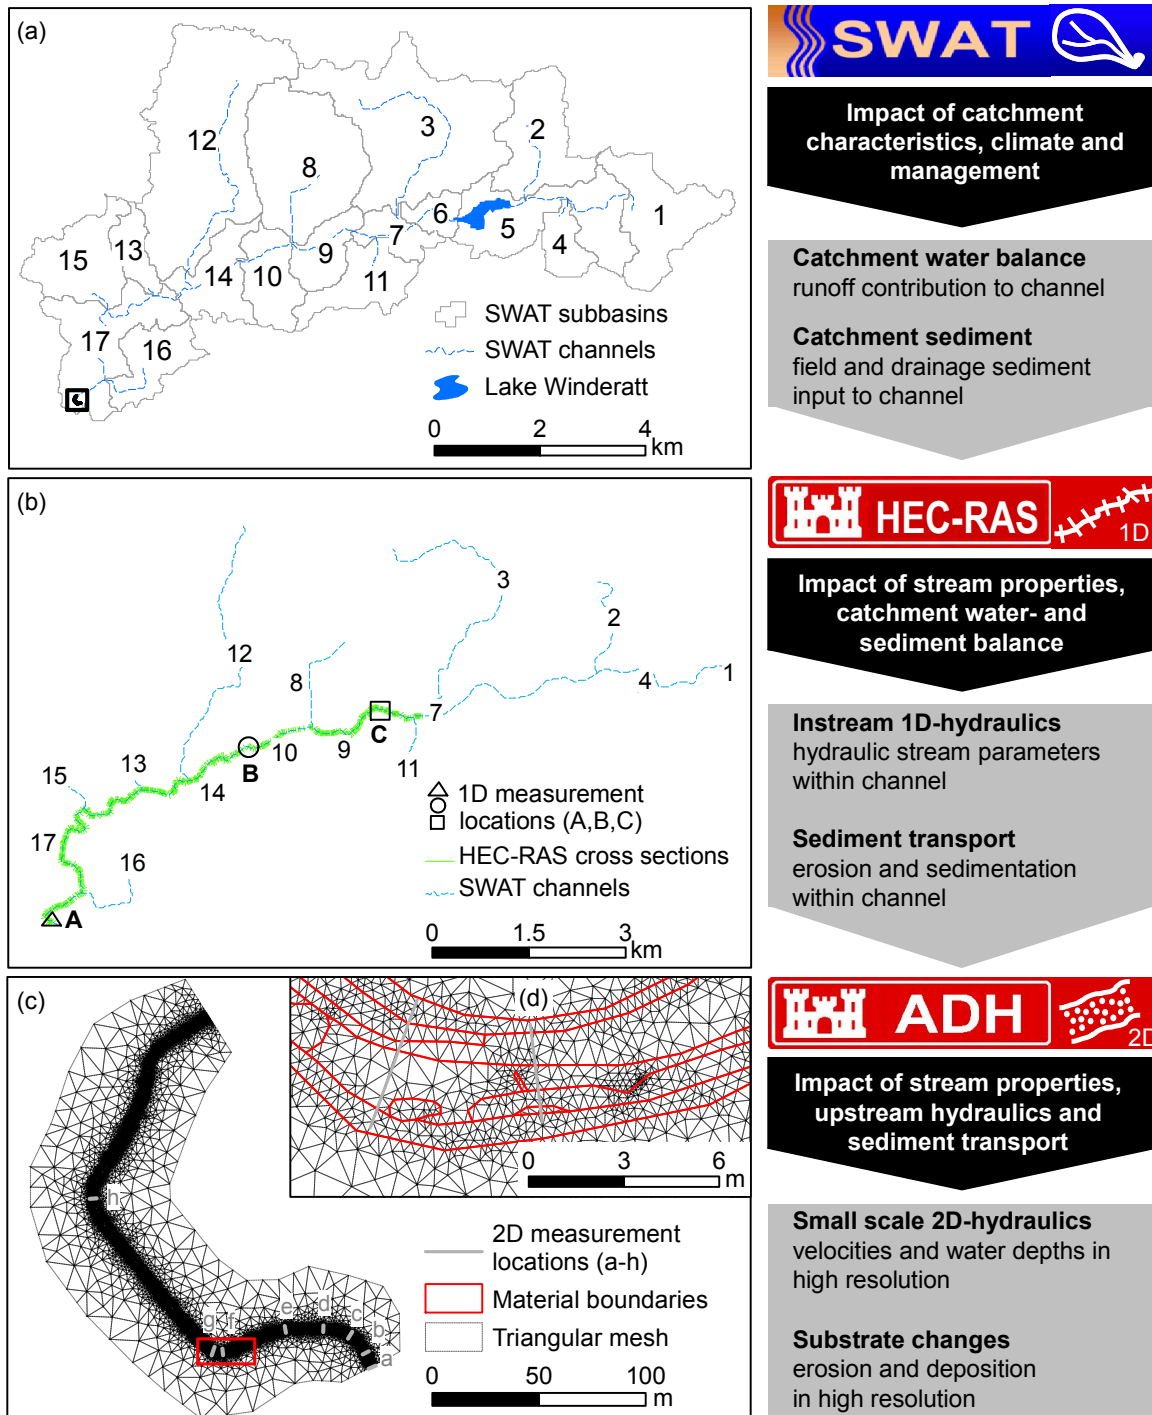 (a)
12
3
2
8
1
6
5
7
4
15
13
9
14
10
11
17
16
SWAT subbasins
SWAT channels
Lake Winderatt
0 2 4
km
SWAT
Impact of catchment
characteristics, climate and
management
Catchment water balance
runoff contribution to channel
Catchment sediment
field and drainage sediment
input to channel
(b)
3
2
12
8
4
1
7
C
10
9
B
11
13
15
14
17
16
A
1D measurement
locations (A,B,C)
HEC-RAS cross sections
SWAT channels
0 1.5 3
km
HEC-RAS
1D
Impact of stream properties,
catchment water- and
sediment balance
Instream 1D-hydraulics
hydraulic stream parameters
within channel
Sediment transport
erosion and sedimentation
within channel
(c)
(d)
0 3 6
m
h
g f e d c b a
2D measurement
locations (a-h)
Material boundaries
Triangular mesh
0 50 100
m
ADH
2D
Impact of stream properties,
upstream hydraulics and
sediment transport
Small scale 2D-hydraulics
velocities and water depths in
high resolution
Substrate changes
erosion and deposition
in high resolution